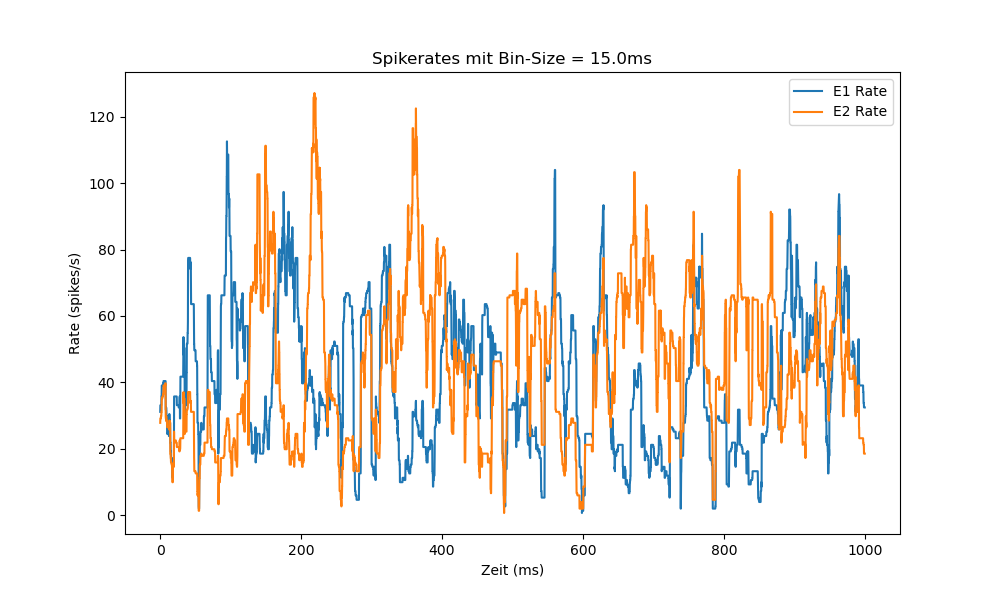 Spikerates mit Bin-Size = 15.0ms
E1 Rate
E2 Rate
Rate (spikes/s)
120
100
80
60
40
20
0
0 200 400 600 800 1000
Zeit (ms)